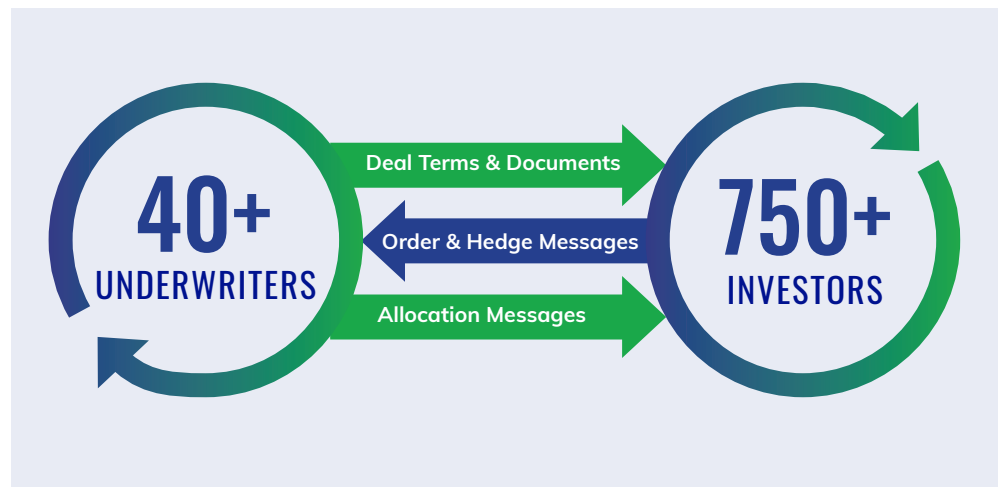 40+
UNDERWRITERS
Deal Terms & Documents
Order & Hedge Messages
Allocation Messages
750+
INVESTORS